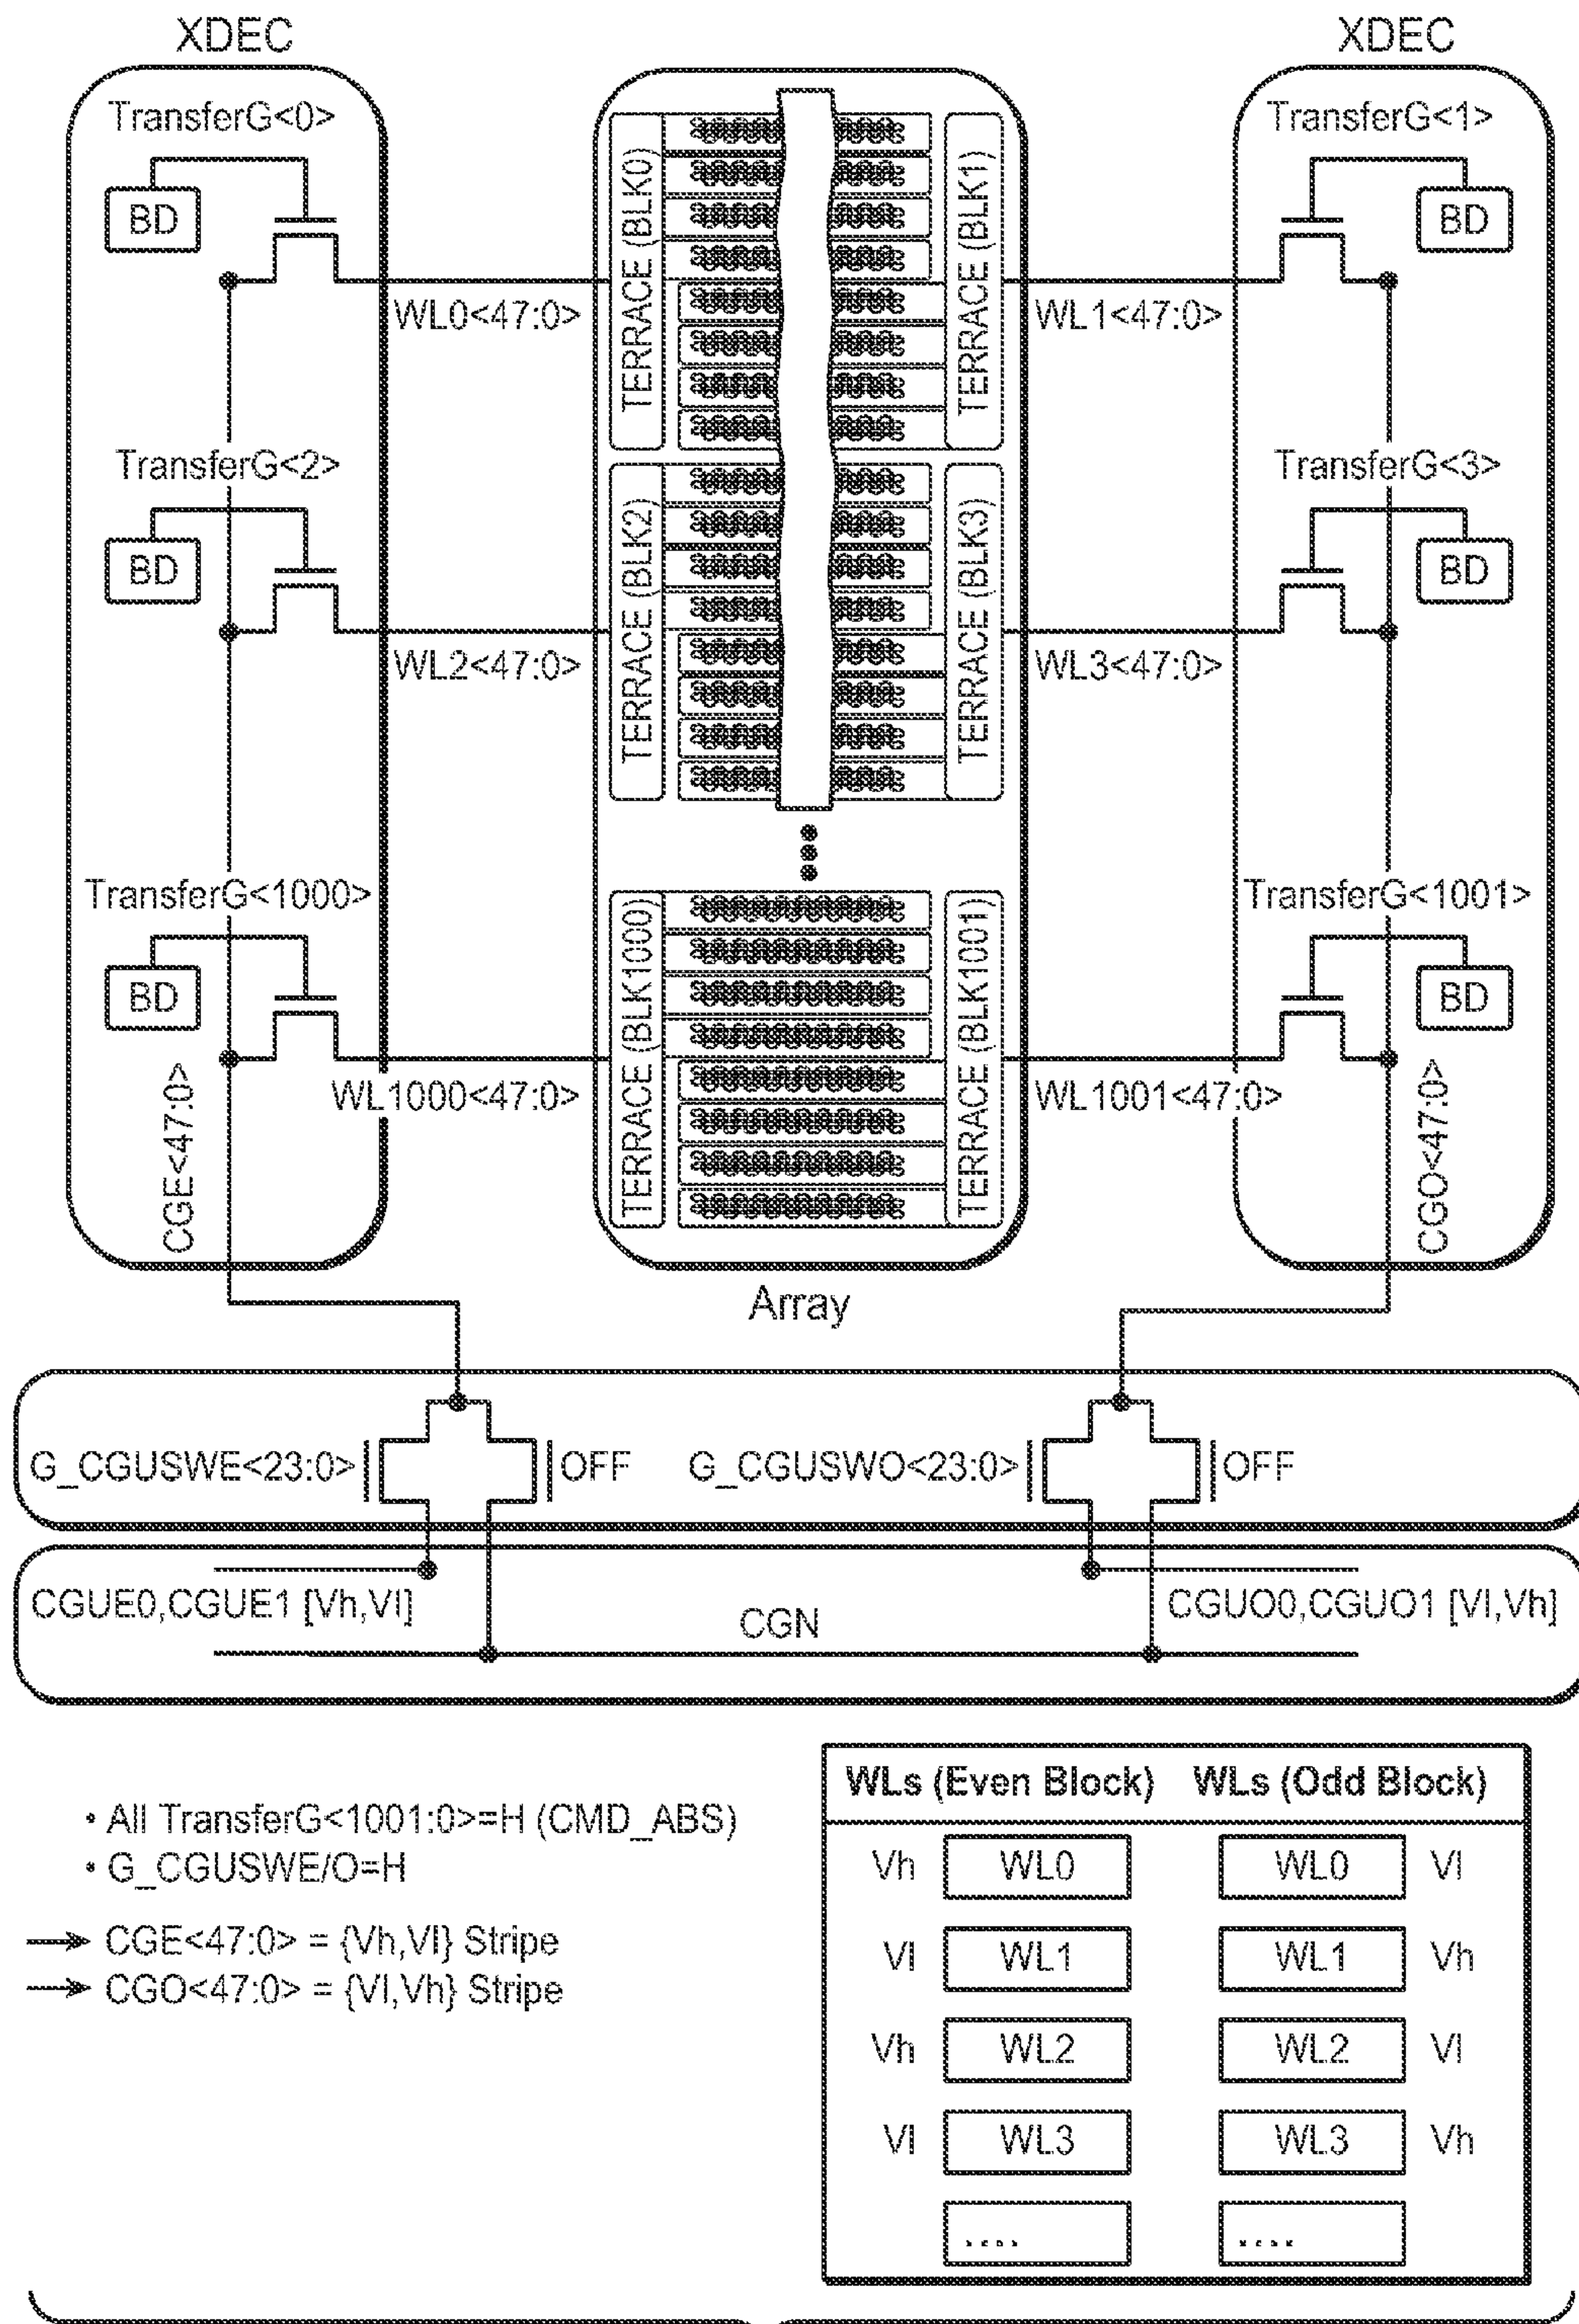 XDEC
XDEC
TransferG<0>
TransferG<1>
BD
BD
TERRACE (BLK0)
TERRACE (BLK1)
WL0<47:0>
WL1<47:0>
TransferG<2>
TransferG<3>
BD
BD
TERRACE (BLK2)
TERRACE (BLK3)
WL2<47:0>
WL3<47:0>
TransferG<1000>
TransferG<1001>
BD
BD
TERRACE (BLK1000)
TERRACE (BLK1001)
WL1000<47:0>
WL1001<47:0>
CGE<47:0>
CGO<47:0>
Array
G_CGUSWE<23:0>
OFF
G_CGUSWO<23:0>
OFF
CGUE0,CGUE1 [Vh,Vl]
CGN
CGUO0,CGUO1 [Vl,Vh]
• All TransferG<1001:0>=H (CMD_ABS)
• G_CGUSWE/O=H
→ CGE<47:0> = {Vh,Vl} Stripe
→ CGO<47:0> = {Vl,Vh} Stripe
WLs (Even Block) WLs (Odd Block)
Vh WL0 WL0 Vl
Vl WL1 WL1 Vh
Vh WL2 WL2 Vl
Vl WL3 WL3 Vh
.... ....